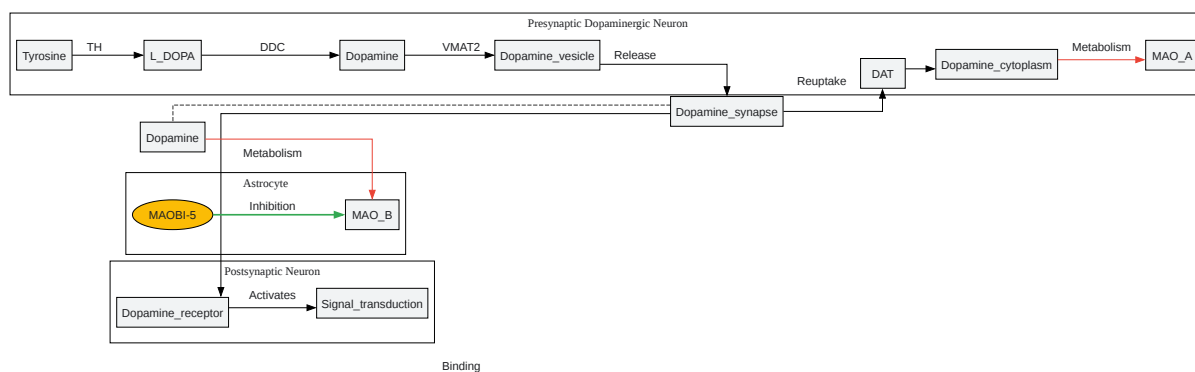 Presynaptic Dopaminergic Neuron
Tyrosine
TH
L_DOPA
DDC
Dopamine
VMAT2
Dopamine_vesicle
Release
Reuptake
DAT
Dopamine_cytoplasm
Metabolism
MAO_A
Dopamine_synapse
Dopamine
Metabolism
Astrocyte
MAOBI-5
Inhibition
MAO_B
Postsynaptic Neuron
Dopamine_receptor
Activates
Signal_transduction
Binding